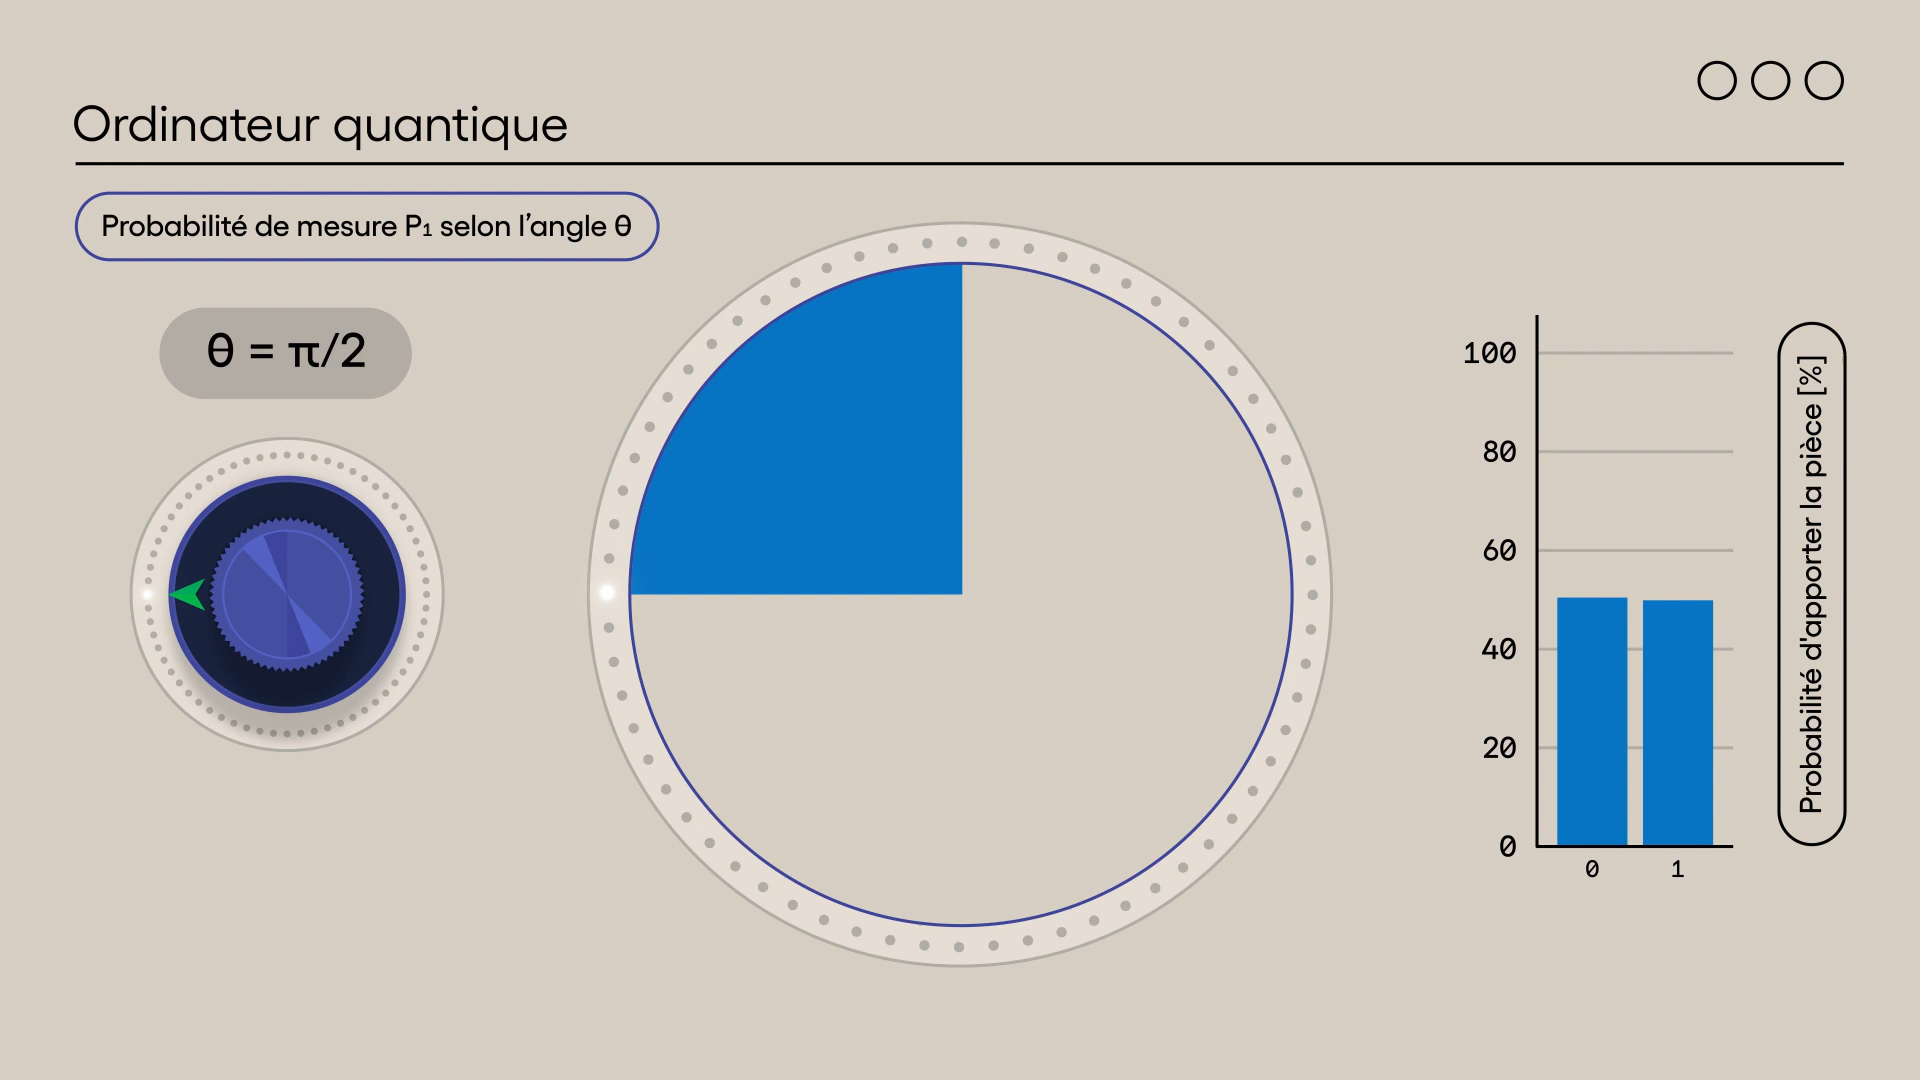 Ordinateur quantique
Probabilité de mesure P₁ selon l’angle θ
θ = π/2
100
80
60
40
20
0
0
1
Probabilité d'apporter la pièce [%]